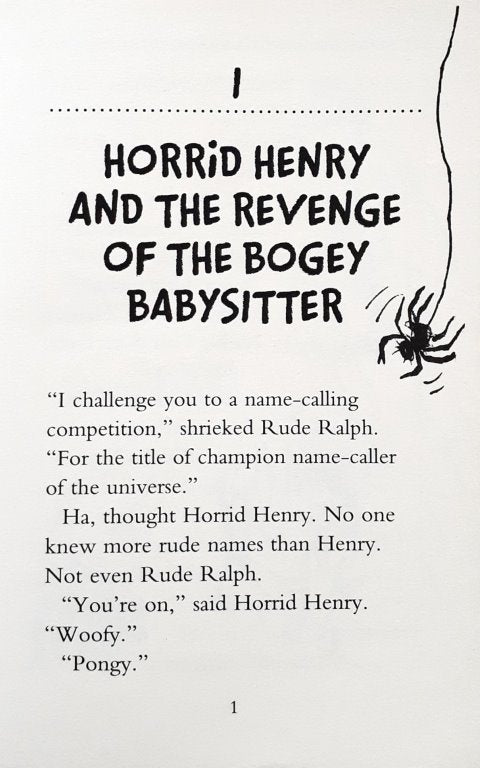 1
HORRiD HENRY
AND THE REVENGE
OF THE BOGEY
BABYSITTER
“I challenge you to a name-calling
competition,” shrieked Rude Ralph.
“For the title of champion name-caller
of the universe.”
Ha, thought Horrid Henry. No one
knew more rude names than Henry.
Not even Rude Ralph.
“You’re on,” said Horrid Henry.
“Woofy.”
“Pongy.”
1